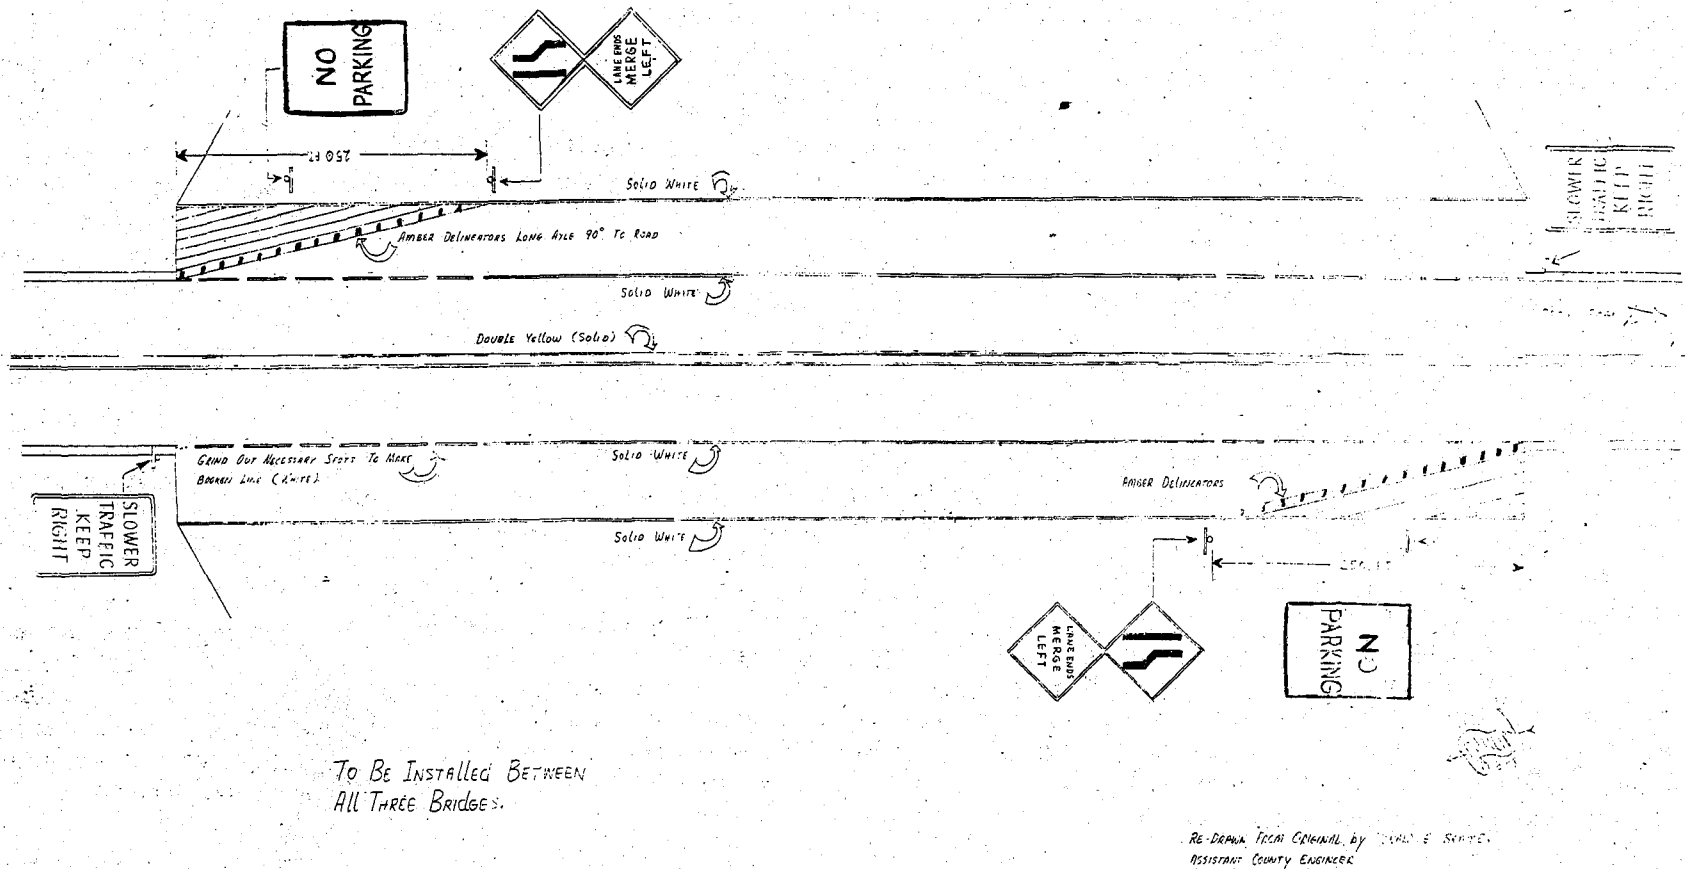 NO
PARKING
LANE ENDS
MERGE
LEFT
250 FT.
SOLID WHITE
SLOWER
TRAFFIC
KEEP
RIGHT
AMBER DELINEATORS LONG AXLE 90° TO ROAD
SOLID WHITE
DOUBLE YELLOW (SOLID)
GRIND OUT NECESSARY SPOTS TO MAKE
BROKEN LINE (WHITE)
SOLID WHITE
AMBER DELINEATORS
SLOWER
TRAFFIC
KEEP
RIGHT
SOLID WHITE
250 FT
LANE ENDS
MERGE
LEFT
NO
PARKING
TO BE INSTALLED BETWEEN
ALL THREE BRIDGES.
RE-DRAWN FROM ORIGINAL by
ASSISTANT COUNTY ENGINEER